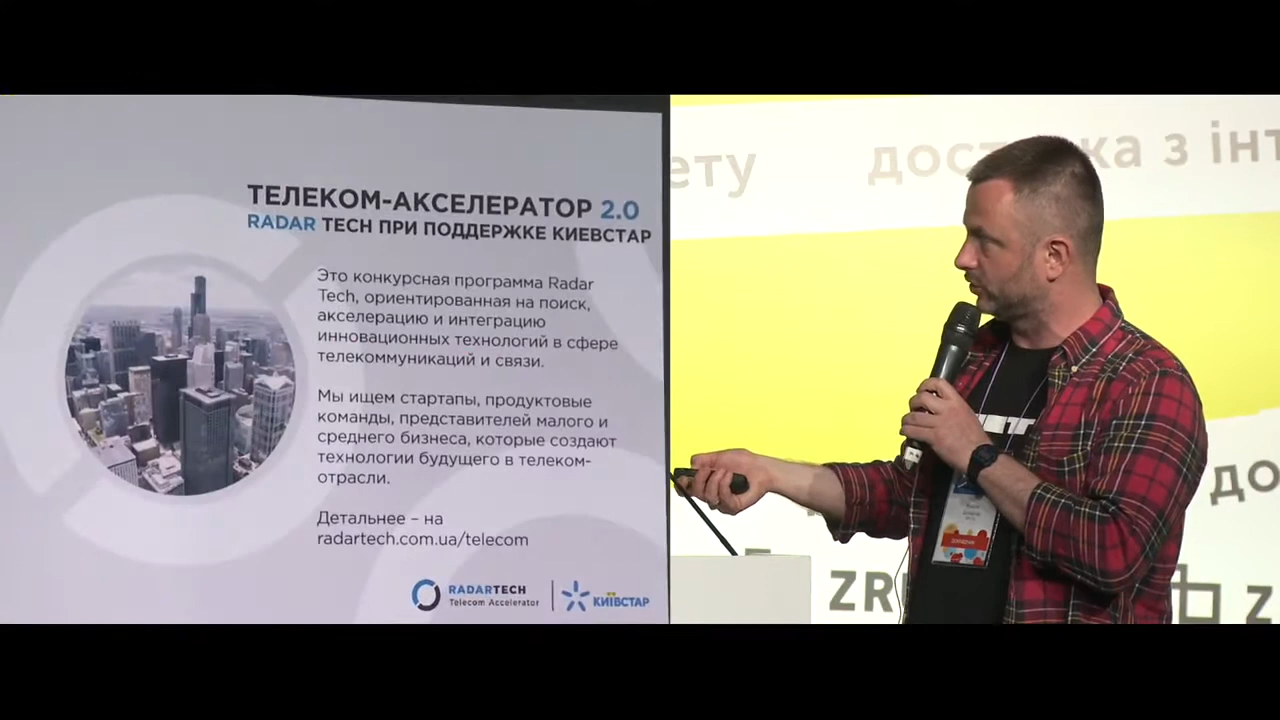 ТЕЛЕКОМ-АКСЕЛЕРАТОР 2.0
RADAR TECH ПРИ ПОДДЕРЖКЕ КИЕВСТАР
Это конкурсная программа Radar
Tech, ориентированная на поиск,
акселерацию и интеграцию
инновационных технологий в сфере
телекоммуникаций и связи.
Мы ищем стартапы, продуктовые
команды, представителей малого и
среднего бизнеса, которые создают
технологии будущего в телеком-
отрасли.
Детальнее – на
radartech.com.ua/telecom
RADARTECH
Telecom Accelerator
КИЇВСТАР
ету
з інт
до
ZR
Z